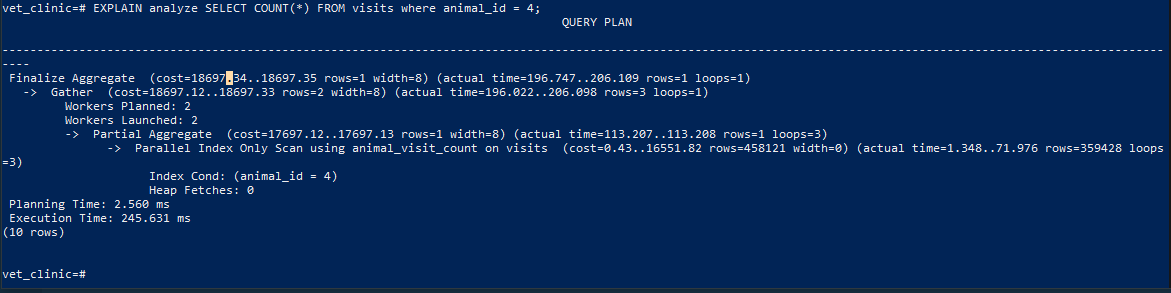 vet_clinic=# EXPLAIN analyze SELECT COUNT(*) FROM visits where animal_id = 4;
QUERY PLAN
---------------------------------------------------------------------------------------------------------------------------------------------------------------------
----
Finalize Aggregate  (cost=18697.34..18697.35 rows=1 width=8) (actual time=196.747..206.109 rows=1 loops=1)
->  Gather  (cost=18697.12..18697.33 rows=2 width=8) (actual time=196.022..206.098 rows=3 loops=1)
Workers Planned: 2
Workers Launched: 2
->  Partial Aggregate  (cost=17697.12..17697.13 rows=1 width=8) (actual time=113.207..113.208 rows=1 loops=3)
->  Parallel Index Only Scan using animal_visit_count on visits  (cost=0.43..16551.82 rows=458121 width=0) (actual time=1.348..71.976 rows=359428 loops
=3)
Index Cond: (animal_id = 4)
Heap Fetches: 0
Planning Time: 2.560 ms
Execution Time: 245.631 ms
(10 rows)
vet_clinic=#